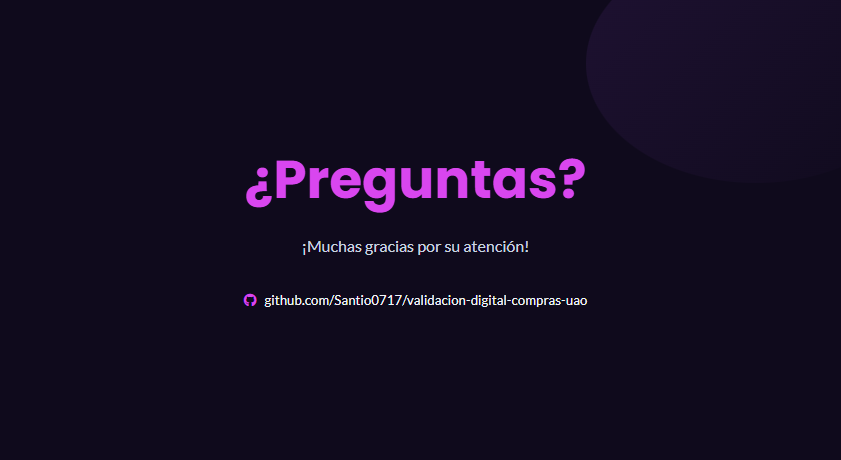 ¿Preguntas?
¡Muchas gracias por su atención!
github.com/Santio0717/validacion-digital-compras-uao